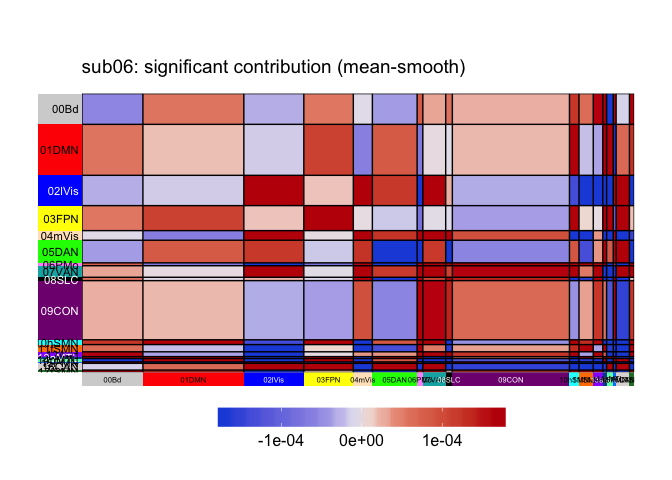 sub06: significant contribution (mean-smooth)
00Bd
01DMN
02lVis
03FPN
04mVis
05DAN
06PMo
07VAN
08SLC
09CON
00Bd 01DMN 02lVis 03FPN 04mVis 05DAN 08SLC 09CON
-1e-04 0e+00 1e-04